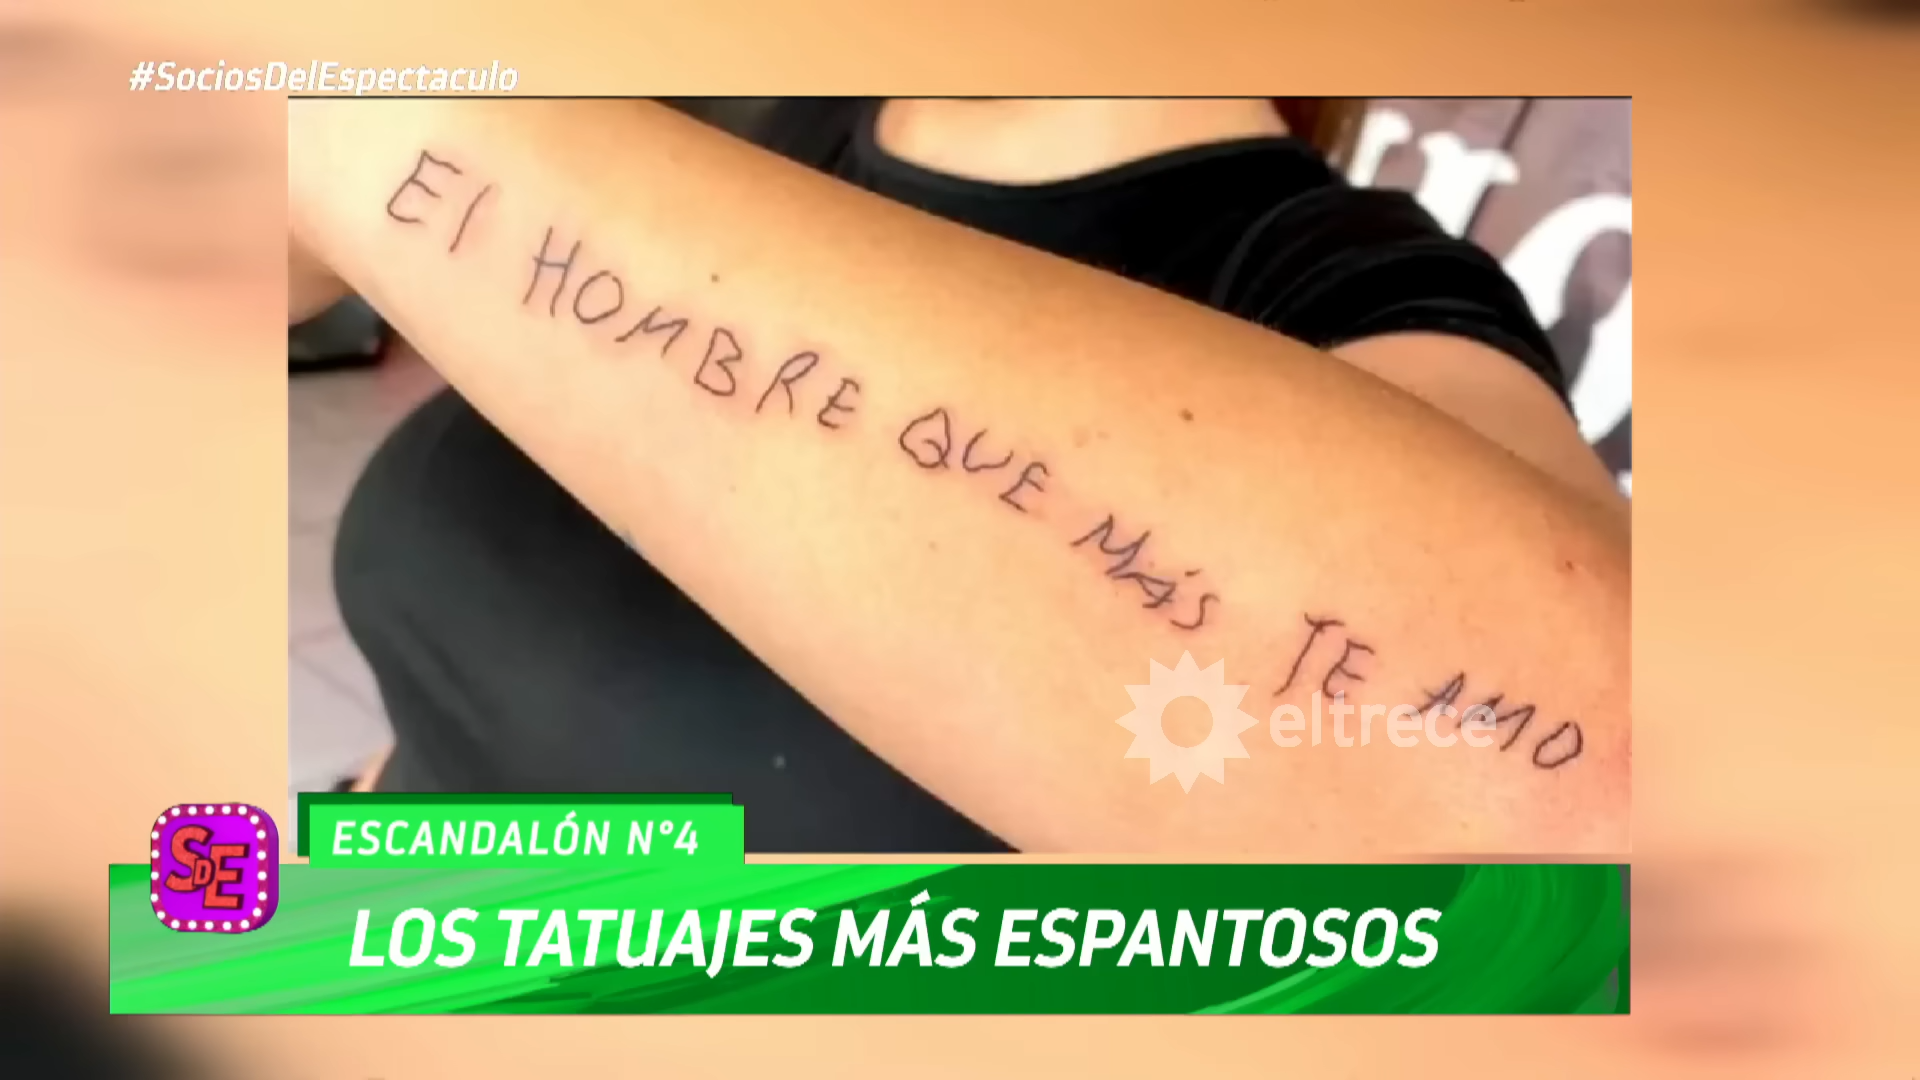 #SociosDelEspectaculo
El HOMBRE QUE MÁS TE AMO
eltrece
ESCANDALÓN N°4
SDE
LOS TATUAJES MÁS ESPANTOSOS